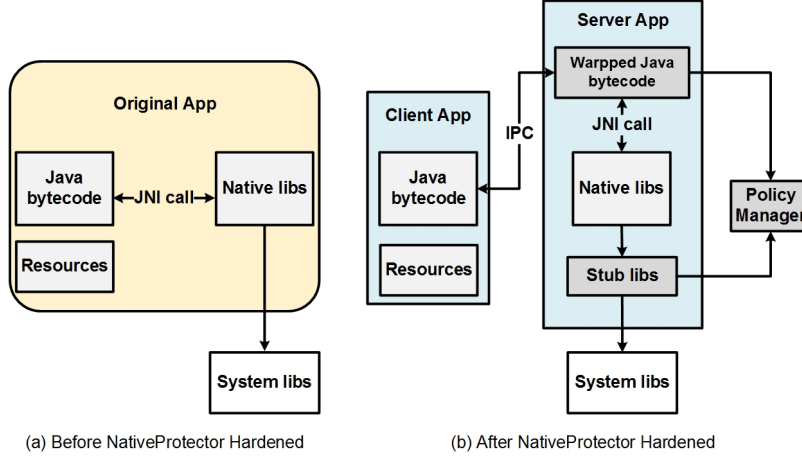 Original App
Java
bytecode
JNI call
Native libs
Resources
System libs
(a) Before NativeProtector Hardened
Server App
Warpped Java
bytecode
Client App
IPC
JNI call
Java
bytecode
Native libs
Policy
Manager
Resources
Stub libs
System libs
(b) After NativeProtector Hardened